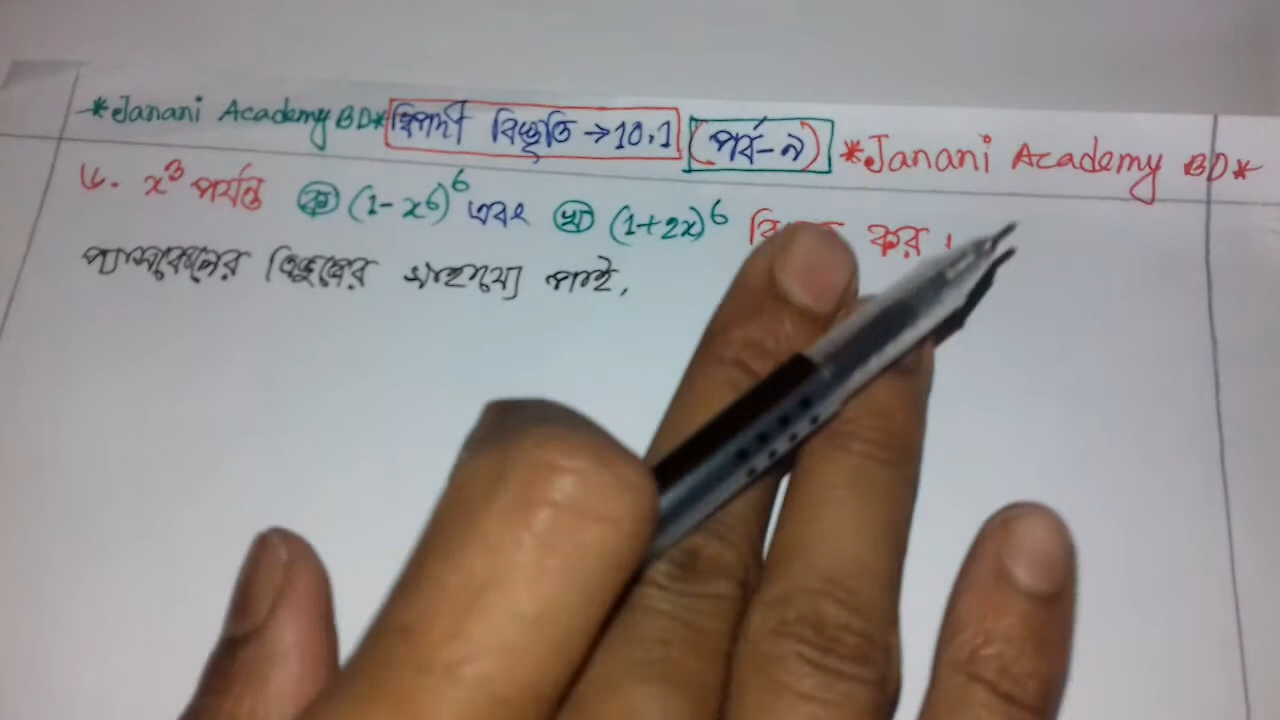 *Janani Academy BD* দ্বিপদী বিস্তৃতি →10.1 (পর্ব-৯) *Janani Academy BD*
৬. x³ পর্যন্ত ক (1-x⁶)⁶ এবং খ (1+2x)⁶ কর।
প্যাসকেলের ত্রিভুজের সাহায্যে পাই,